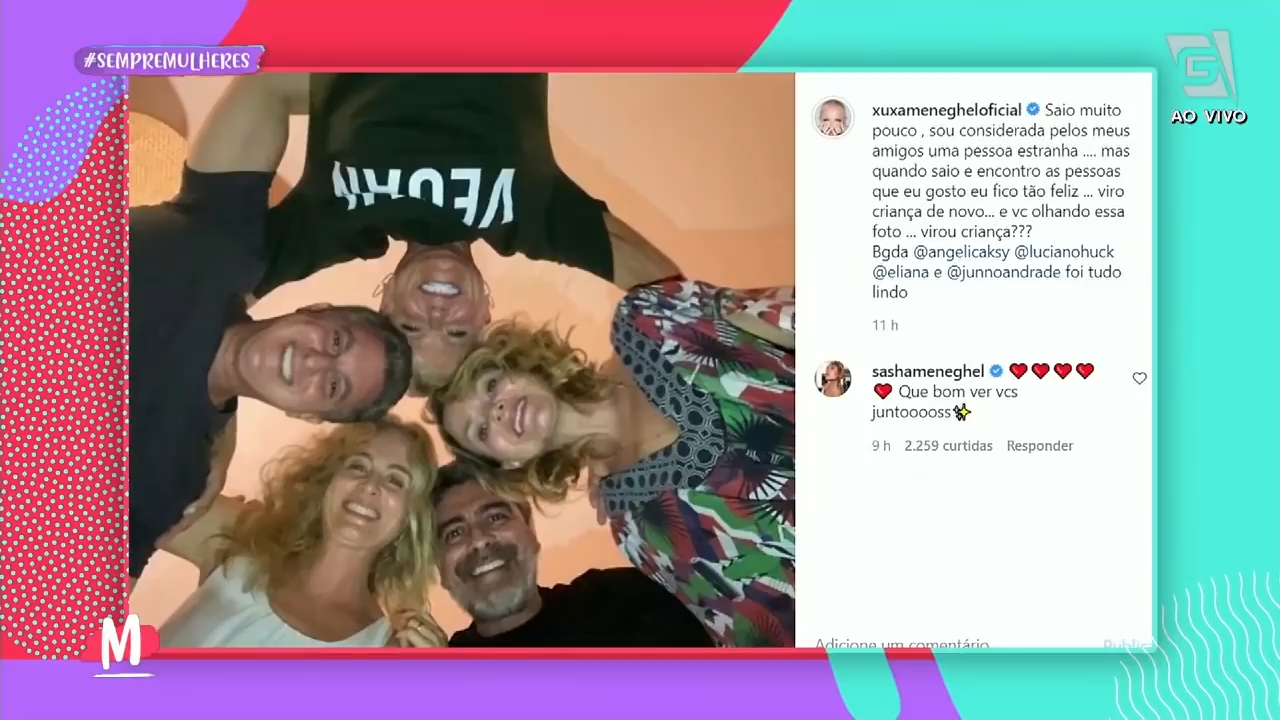 #SEMPREMULHERES
G
AO VIVO
VEGAN
xuxamenegheloficial Saio muito
pouco , sou considerada pelos meus
amigos uma pessoa estranha .... mas
quando saio e encontro as pessoas
que eu gosto eu fico tão feliz ... viro
criança de novo... e vc olhando essa
foto ... virou criança???
Bgda @angelicaksy @lucianohuck
@eliana e @junnoandrade foi tudo
lindo
11 h
sashameneghel ❤❤❤❤
❤ Que bom ver vcs
juntooooss✨
9 h 2.259 curtidas Responder
Adicione um comentário
M